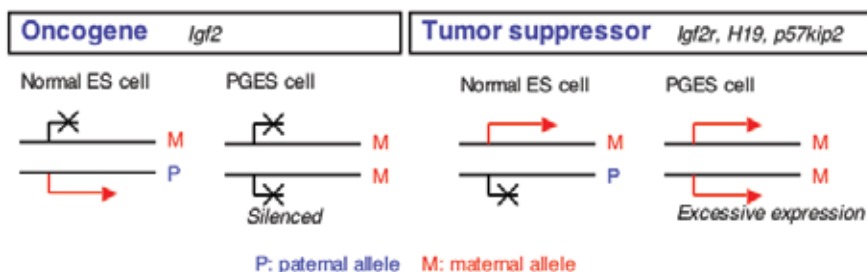 Oncogene Igf2
Tumor suppressor Igf2r, H19, p57kip2
Normal ES cell PGES cell
Normal ES cell PGES cell
M M
P M
Silenced
M M
P M
Excessive expression
P: paternal allele M: maternal allele